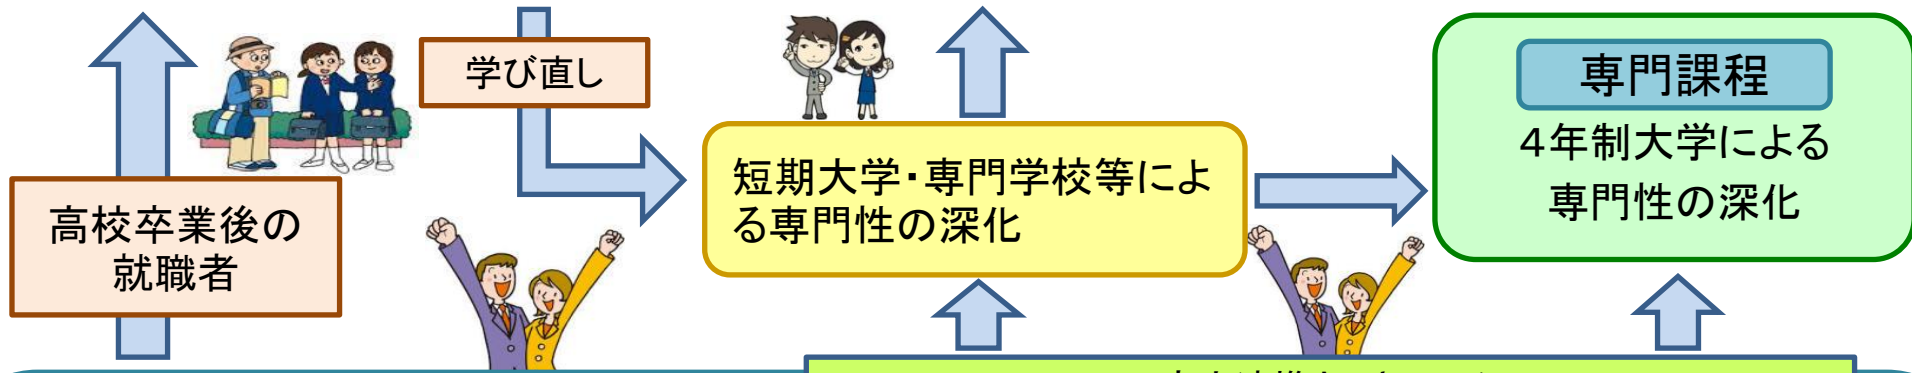 学び直し
専門課程
4年制大学による
専門性の深化
短期大学・専門学校等によ
る専門性の深化
高校卒業後の
就職者